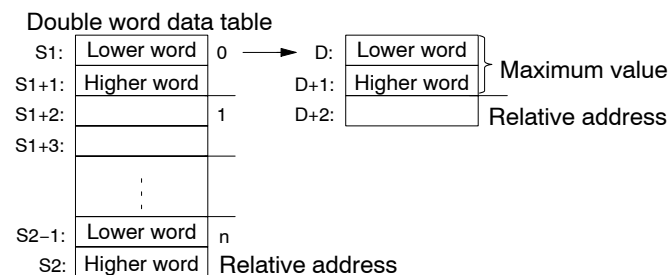 Double word data table
S1: Lower word 0 D: Lower word
S1+1: Higher word D+1: Higher word Maximum value
S1+2: 1 D+2: Relative address
S1+3:
S2−1: Lower word n
S2: Higher word Relative address